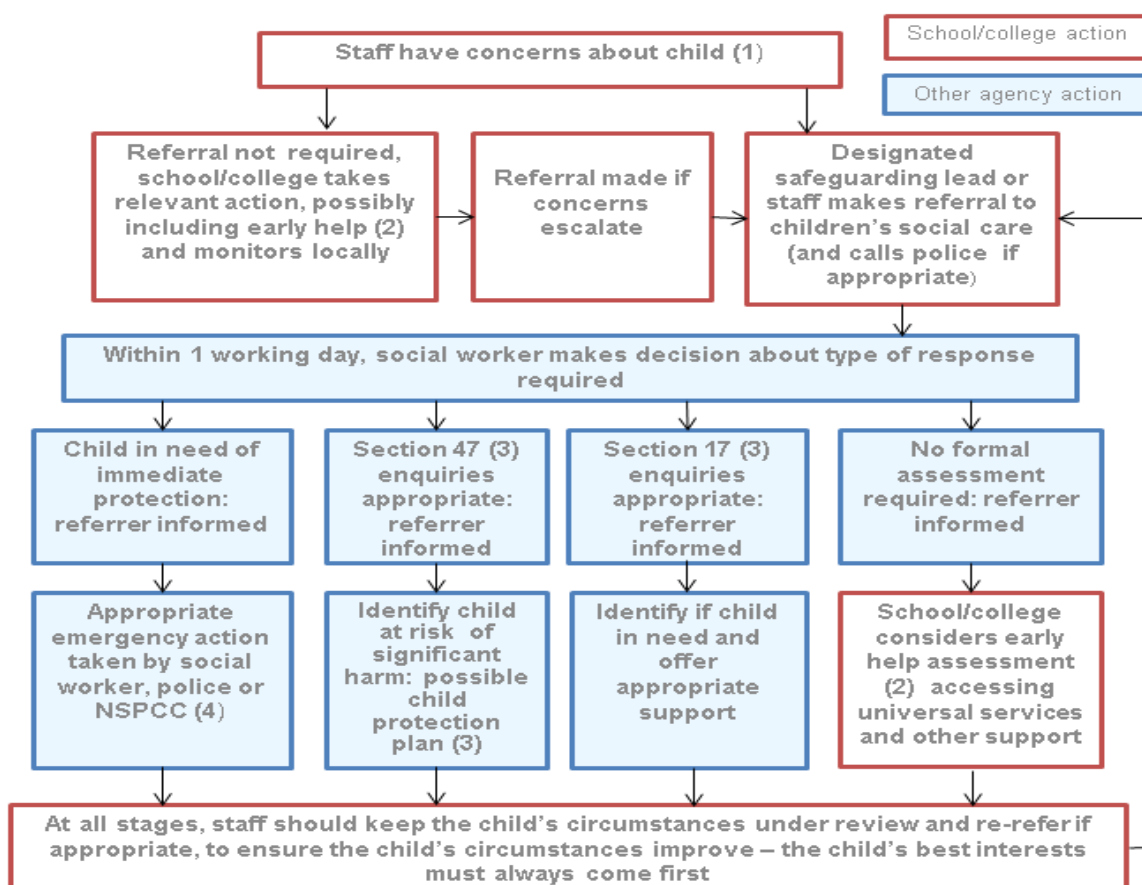 School/college action
Staff have concerns about child (1)
Other agency action
Referral not required,
school/college takes
relevant action, possibly
including early help (2)
and monitors locally
Referral made if
concerns
escalate
Designated
safeguarding lead or
staff makes referral to
children’s social care
(and calls police if
appropriate)
Within 1 working day, social worker makes decision about type of response
required
Child in need of
immediate
protection:
referrer informed
Section 47 (3)
enquiries
appropriate:
referrer
informed
Section 17 (3)
enquiries
appropriate:
referrer
informed
No formal
assessment
required: referrer
informed
Appropriate
emergency action
taken by social
worker, police or
NSPCC (4)
Identify child
at risk of
significant
harm: possible
child
protection
plan (3)
Identify if child
in need and
offer
appropriate
support
School/college
considers early
help assessment
(2) accessing
universal services
and other support
At all stages, staff should keep the child’s circumstances under review and re-refer if
appropriate, to ensure the child’s circumstances improve – the child’s best interests
must always come first